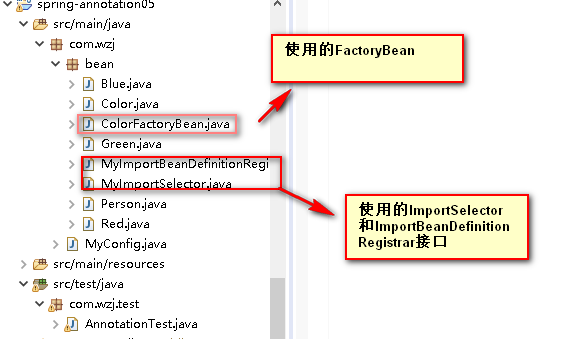 spring-annotation05
src/main/java
com.wzj
bean
Blue.java
Color.java
ColorFactoryBean.java
Green.java
MyImportBeanDefinitionRegi
MyImportSelector.java
Person.java
Red.java
MyConfig.java
src/main/resources
src/test/java
com.wzj.test
AnnotationTest.java
使用的FactoryBean
使用的ImportSelector
和ImportBeanDefinition
Registrar接口